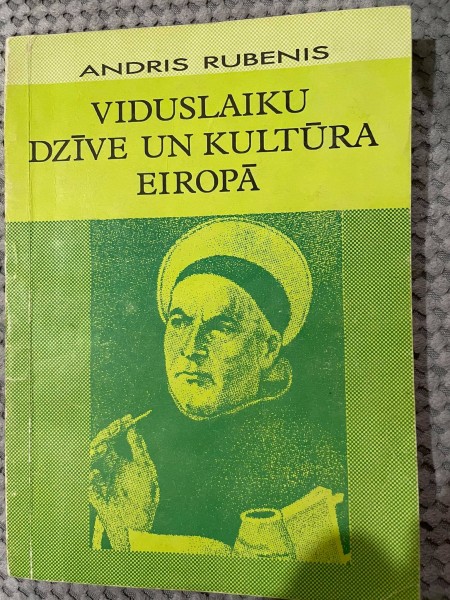 ANDRIS RUBENIS
VIDUSLAIKU
DZĪVE UN KULTŪRA
EIROPĀ